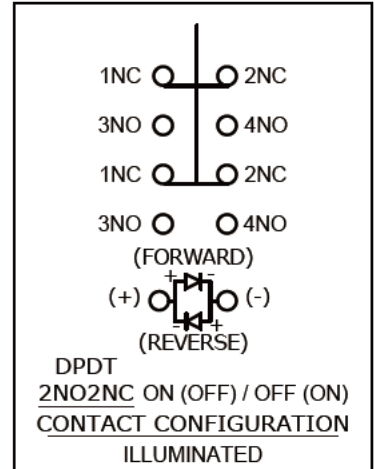 1NC 2NC
3NO 4NO
1NC 2NC
3NO 4NO
(FORWARD)
+ -
(+) (-)
- +
(REVERSE)
DPDT
2NO2NC ON (OFF) / OFF (ON)
CONTACT CONFIGURATION
ILLUMINATED